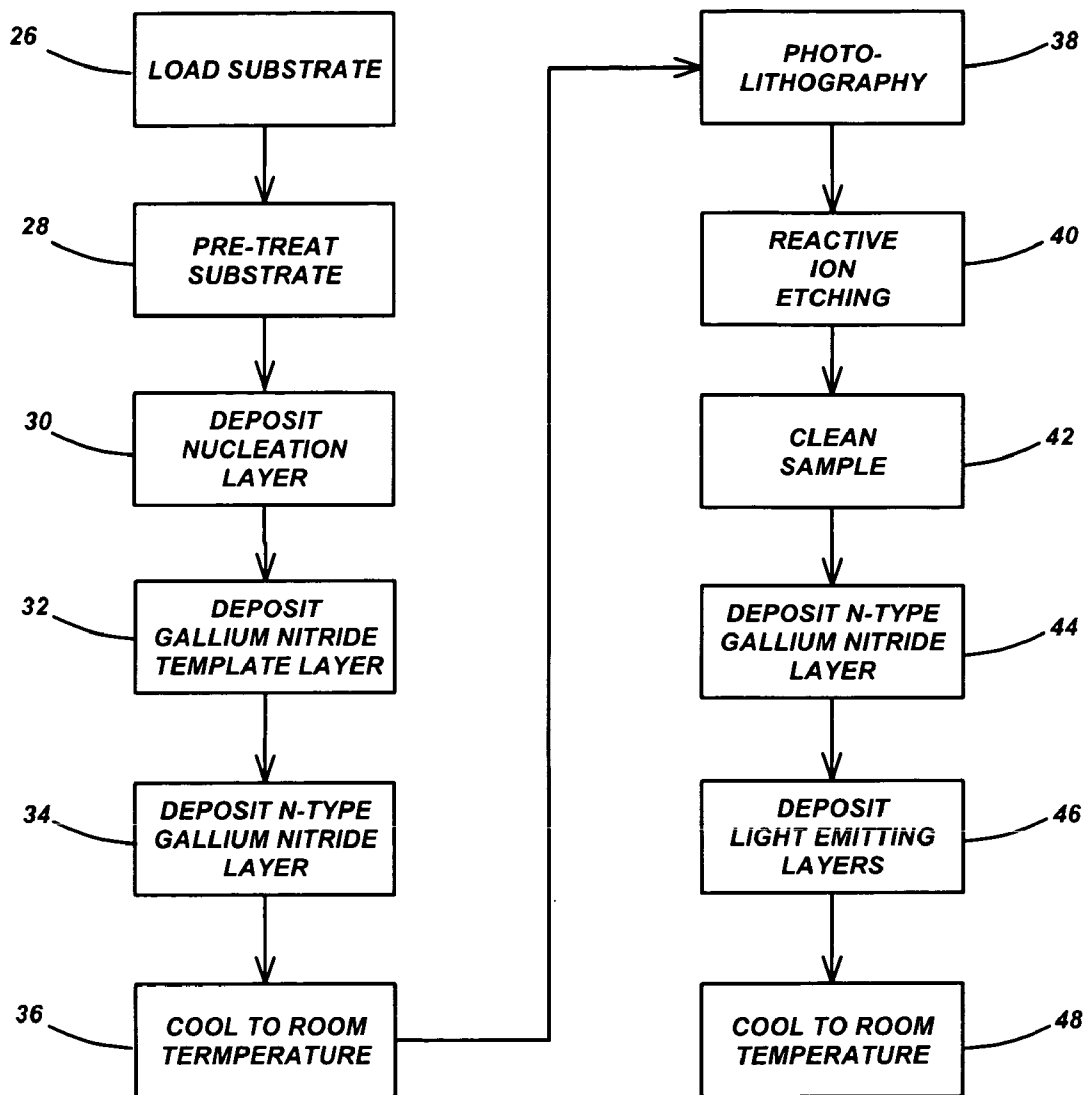 26
LOAD SUBSTRATE
28
PRE-TREAT
SUBSTRATE
30
DEPOSIT
NUCLEATION
LAYER
32
DEPOSIT
GALLIUM NITRIDE
TEMPLATE LAYER
34
DEPOSIT N-TYPE
GALLIUM NITRIDE
LAYER
36
COOL TO ROOM
TERMPERATURE
38
PHOTO-
LITHOGRAPHY
40
REACTIVE
ION
ETCHING
42
CLEAN
SAMPLE
44
DEPOSIT N-TYPE
GALLIUM NITRIDE
LAYER
46
DEPOSIT
LIGHT EMITTING
LAYERS
48
COOL TO ROOM
TEMPERATURE